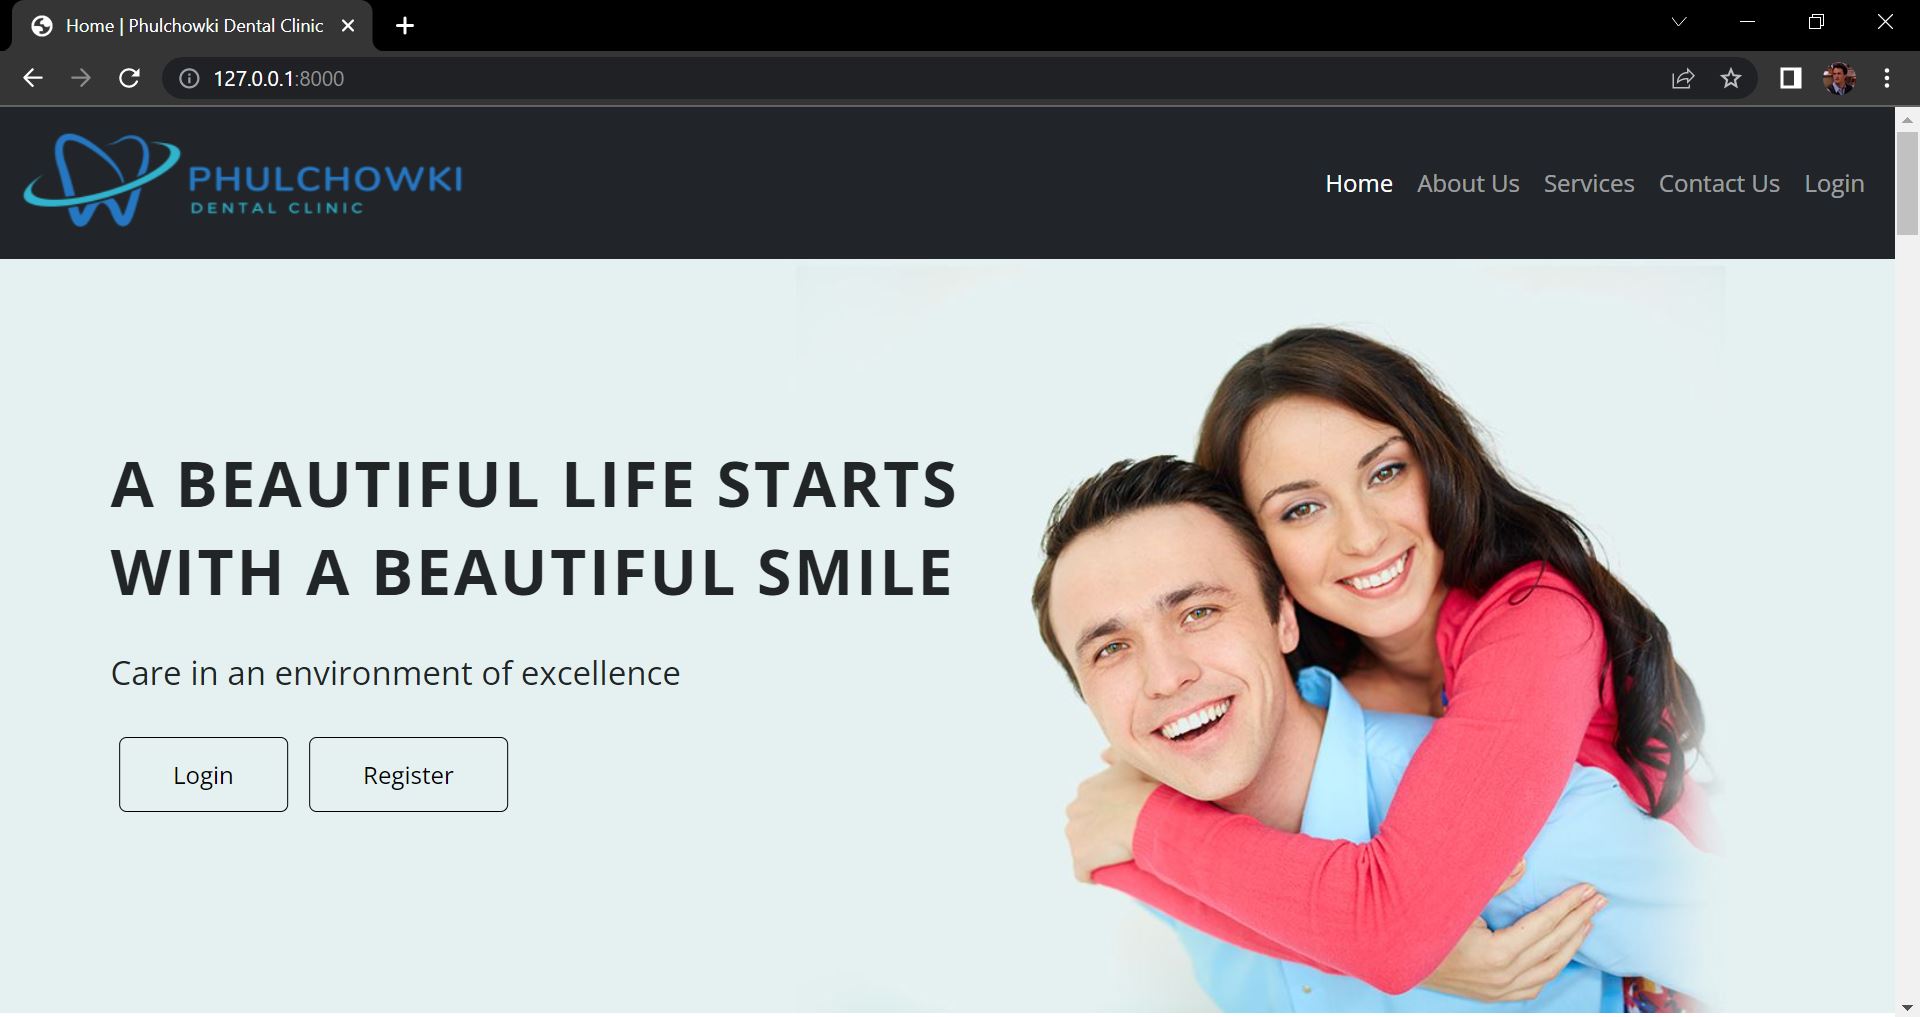 Home | Phulchowki Dental Clinic
127.0.0.1:8000
PHULCHOWKI
DENTAL CLINIC
Home About Us Services Contact Us Login
A BEAUTIFUL LIFE STARTS
WITH A BEAUTIFUL SMILE
Care in an environment of excellence
Login Register